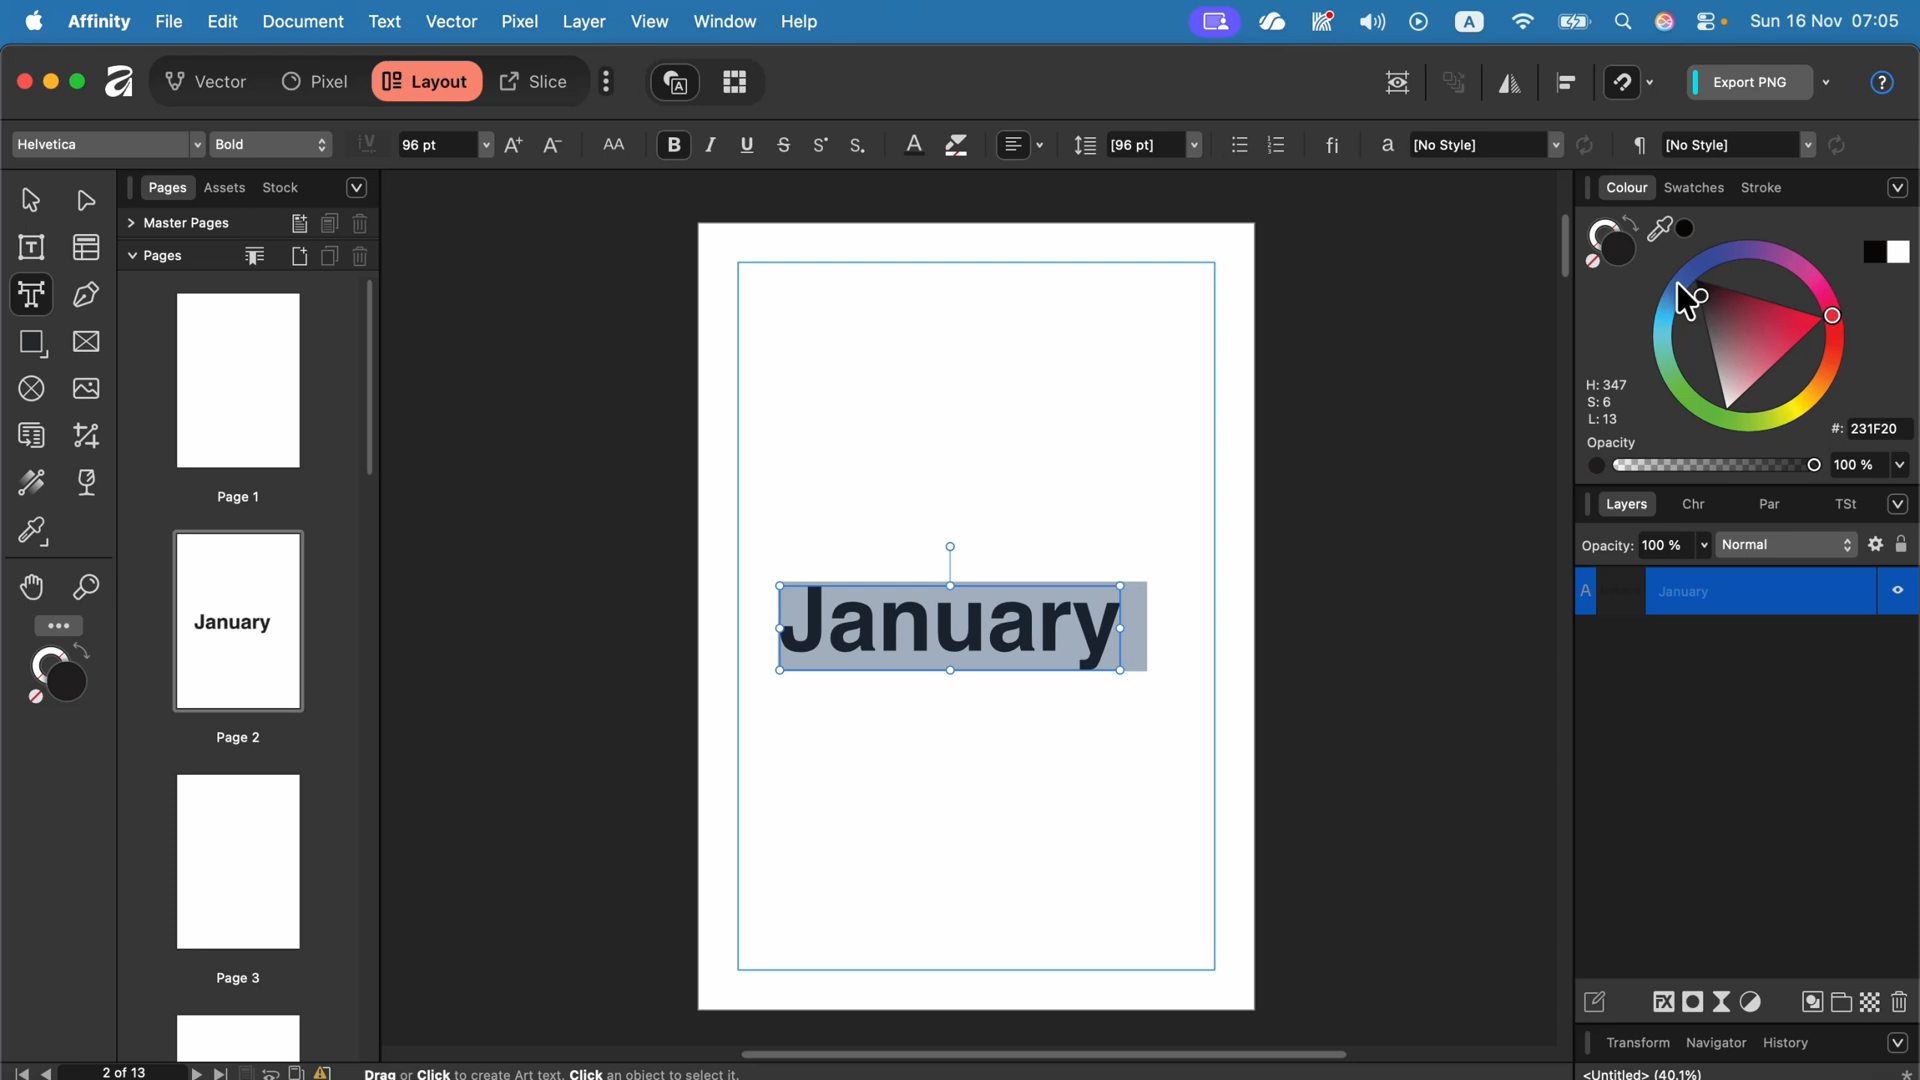 Affinity File Edit Document Text Vector Pixel Layer View Window Help A Sun 16 Nov 07:05
Vector Pixel Layout Slice A Export PNG ?
Helvetica Bold 96 pt A+ A- AA B I U S S S. A [96 pt] fi a [No Style] ¶ [No Style]
Pages Assets Stock
Master Pages
Pages
Page 1
January
Page 2
Page 3
2 of 13
January
Drag or Click to create Art text. Click an object to select it.
Colour Swatches Stroke
H: 347
S: 6
L: 13
#: 231F20
Opacity
100 %
Layers Chr Par TSt
Opacity: 100 % Normal
A January
FX
Transform Navigator History
<Untitled> (40.1%) *